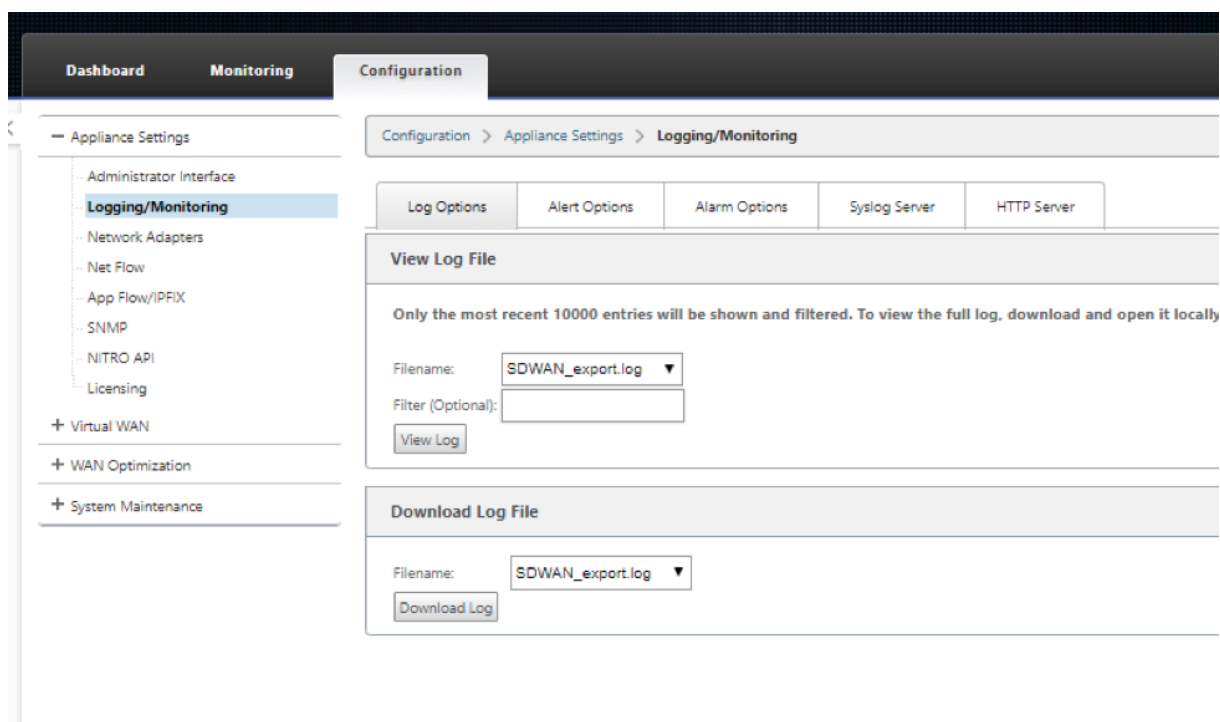 Dashboard Monitoring Configuration
Appliance Settings
Administrator Interface
Logging/Monitoring
Network Adapters
Net Flow
App Flow/IPFIX
SNMP
NITRO API
Licensing
Virtual WAN
WAN Optimization
System Maintenance
Configuration > Appliance Settings > Logging/Monitoring
Log Options Alert Options Alarm Options Syslog Server HTTP Server
View Log File
Only the most recent 10000 entries will be shown and filtered. To view the full log, download and open it locally
Filename: SDWAN_export.log
Filter (Optional):
View Log
Download Log File
Filename: SDWAN_export.log
Download Log